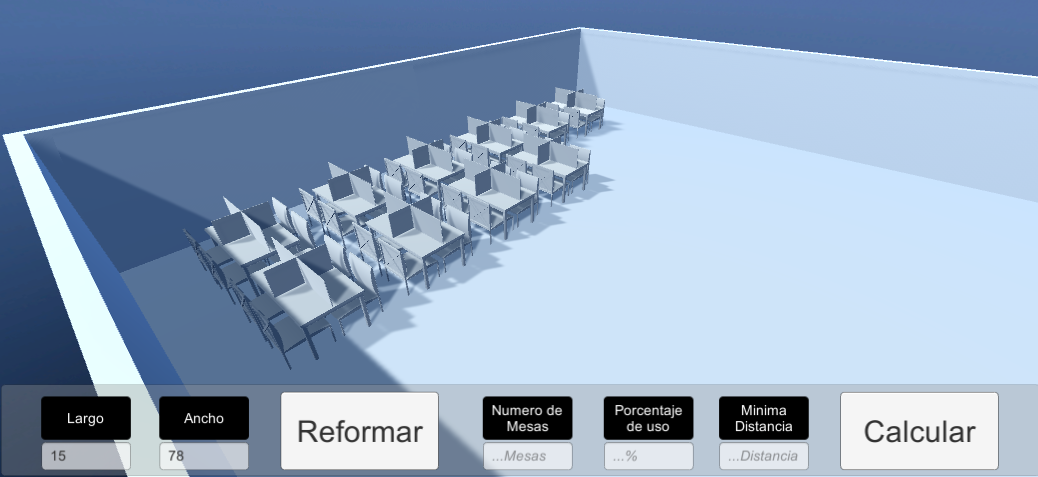 Largo
Ancho
Reformar
Numero de
Mesas
Porcentaje
de uso
Minima
Distancia
Calcular
15
78
...Mesas
...%
...Distancia